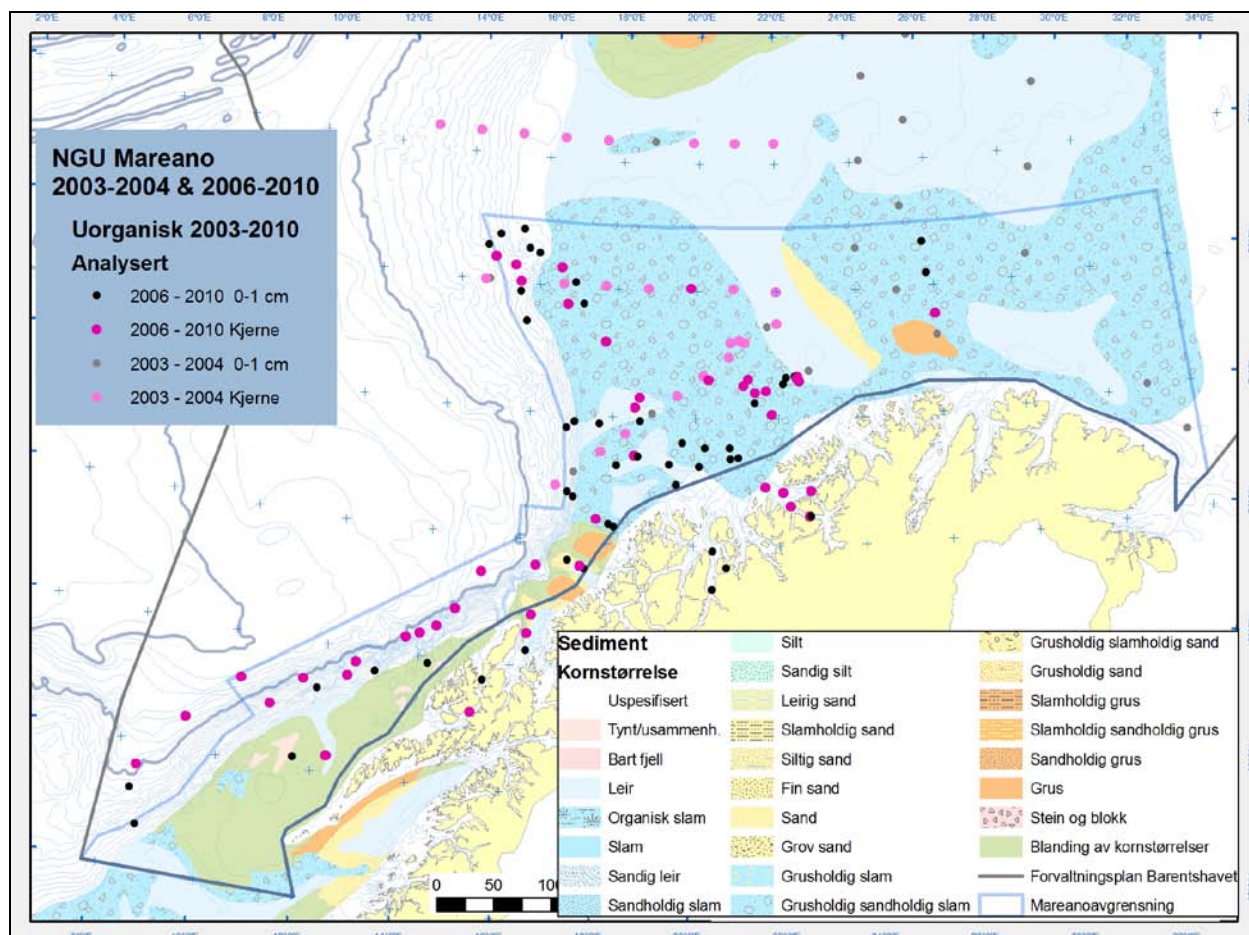 2°0'E 4°0'E 6°0'E 8°0'E 10°0'E 12°0'E 14°0'E 16°0'E 18°0'E 20°0'E 22°0'E 24°0'E 26°0'E 28°0'E 30°0'E 32°0'E 34°0'E
NGU Mareano
2003-2004 & 2006-2010
Uorganisk 2003-2010
Analysert
2006 - 2010 0-1 cm
2006 - 2010 Kjerne
2003 - 2004 0-1 cm
2003 - 2004 Kjerne
Sediment
Kornstørrelse
Uspesifisert
Tynt/usammenh.
Bart fjell
Leir
Organisk slam
Slam
Sandig leir
Sandholdig slam
Silt
Sandig silt
Leirig sand
Slamholdig sand
Siltig sand
Fin sand
Sand
Grov sand
Grusholdig slam
Grusholdig sandholdig slam
Grusholdig slamholdig sand
Grusholdig sand
Slamholdig grus
Slamholdig sandholdig grus
Sandholdig grus
Grus
Stein og blokk
Blanding av kornstørrelser
Forvaltningsplan Barentshavet
Mareanoavgrensning
0 50 100